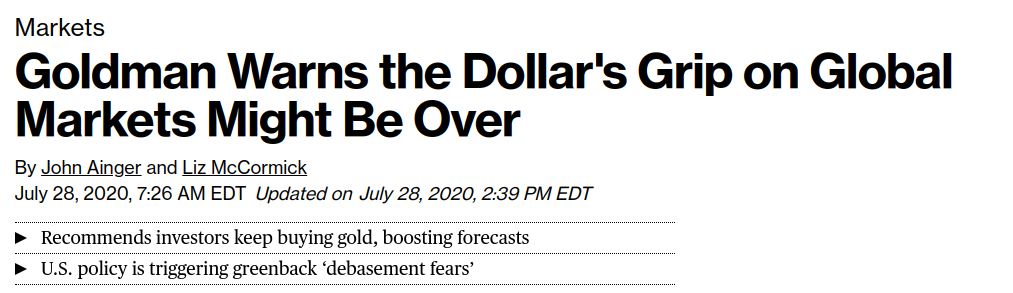 Markets
Goldman Warns the Dollar's Grip on Global
Markets Might Be Over
By John Ainger and Liz McCormick
July 28, 2020, 7:26 AM EDT Updated on July 28, 2020, 2:39 PM EDT
▶ Recommends investors keep buying gold, boosting forecasts
▶ U.S. policy is triggering greenback ‘debasement fears’